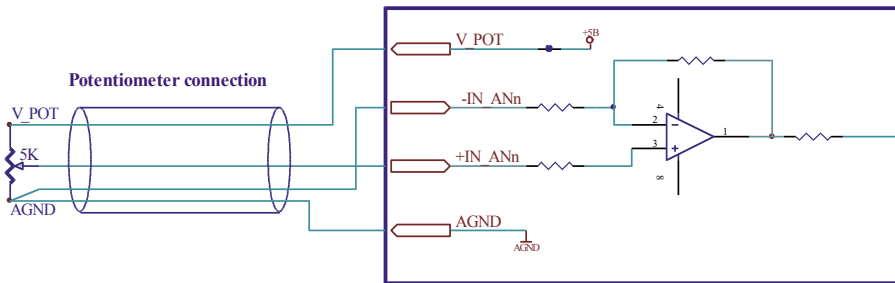 +5B
V_POT
Potentiometer connection
V_POT
-IN_ANn
4
2
1
5K
+IN_ANn
3
8
AGND
AGND
AGND